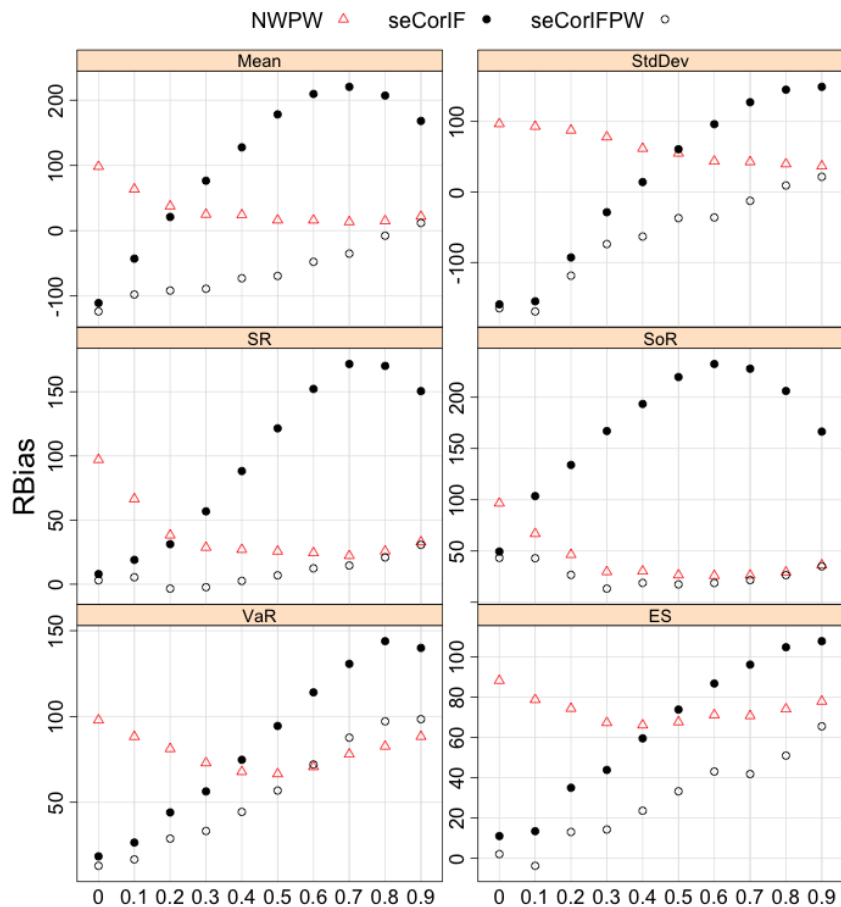 NWPW seCorIF seCorIFPW
Mean StdDev
-100 0 100 200
-100 0 100
SR SoR
0 50 100 150
50 100 150 200
RBias
VaR ES
50 100 150
0 20 40 60 80 100
0 0.1 0.2 0.3 0.4 0.5 0.6 0.7 0.8 0.9 0 0.1 0.2 0.3 0.4 0.5 0.6 0.7 0.8 0.9